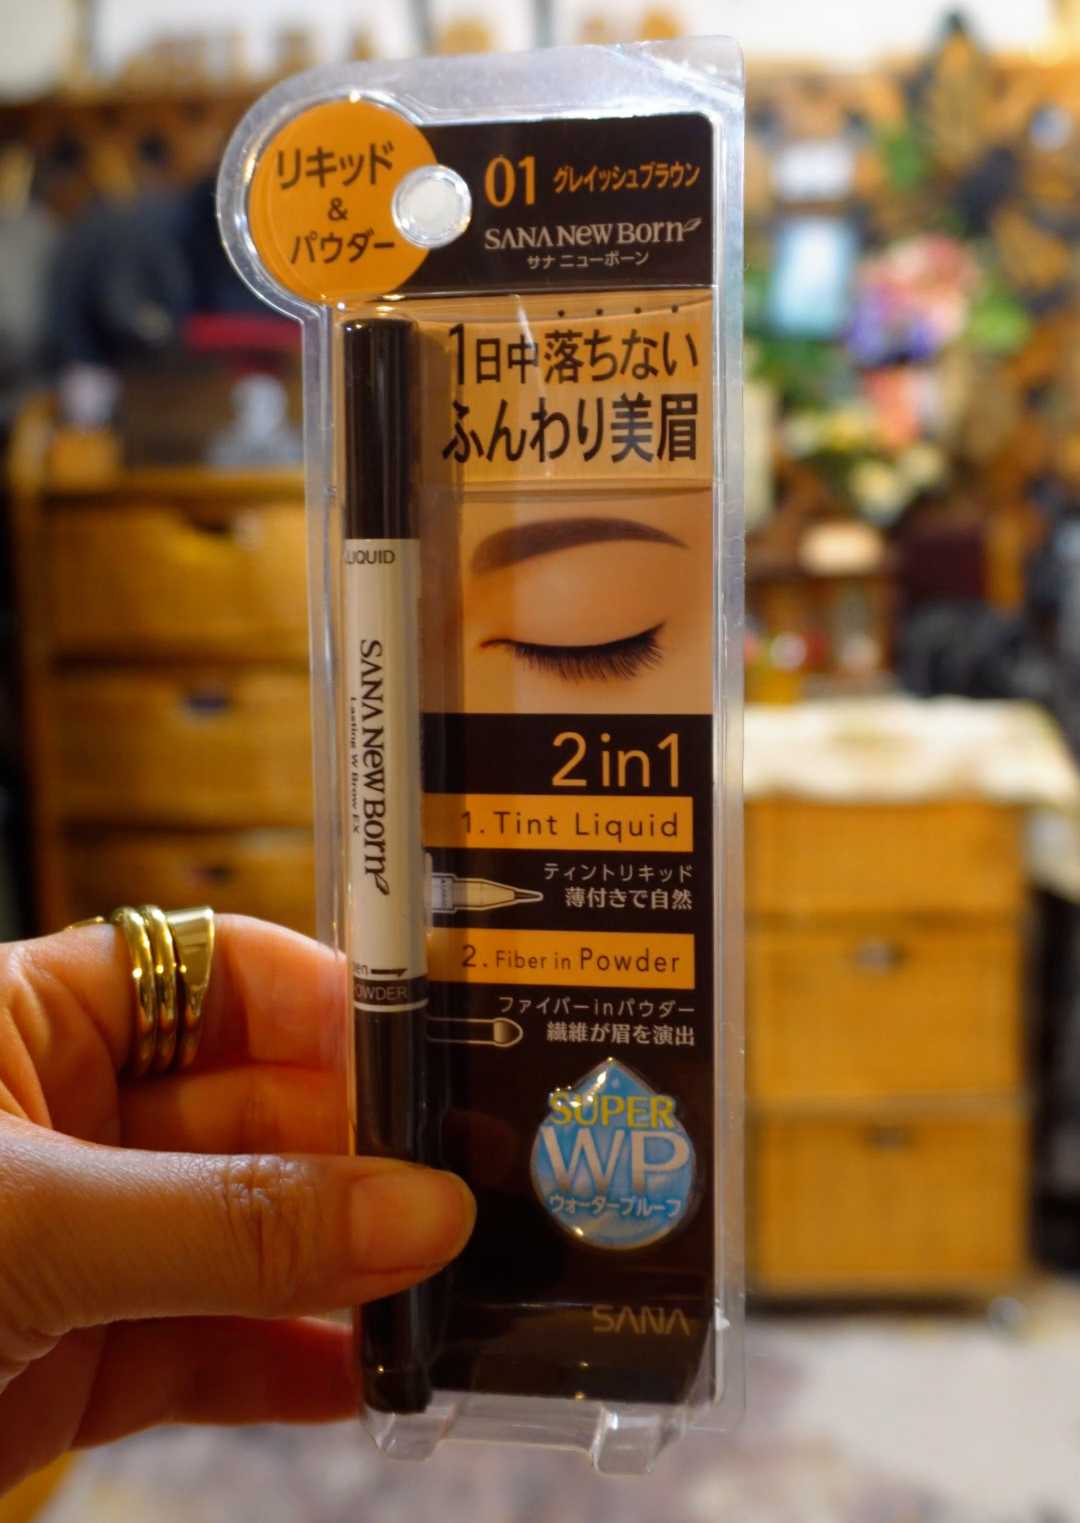 リキッド
&
パウダー
01 グレイッシュブラウン
SANA NEW BORN
サナ ニューボーン
1日中落ちない
ふんわり美眉
LIQUID
SANA NEW BORN
Lasting W Brow EX
POWDER
2in1
1. Tint Liquid
ティントリキッド
薄付きで自然
2. Fiber in Powder
ファイバーinパウダー
繊維が眉を演出
SUPER
WP
ウォータープルーフ
SANA